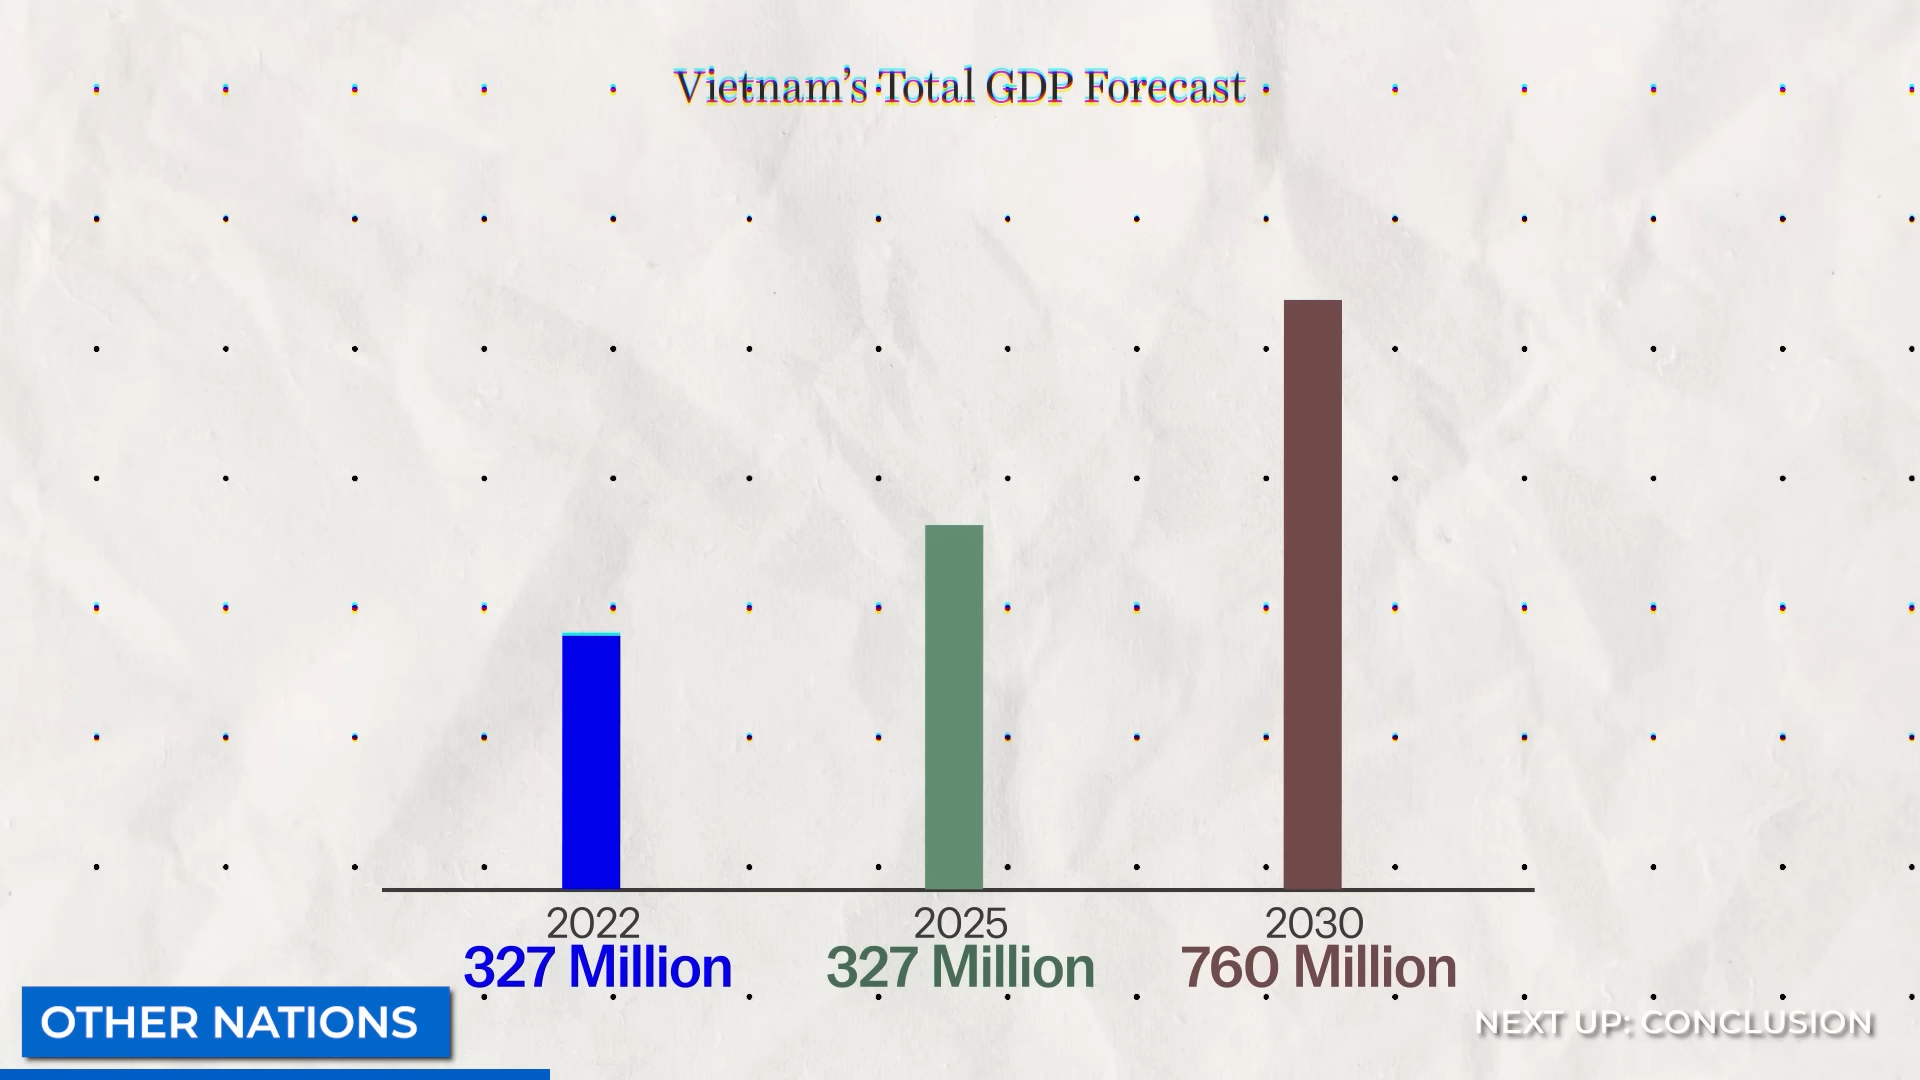 Vietnam’s Total GDP Forecast
2022 2025 2030
327 Million 327 Million 760 Million
OTHER NATIONS
NEXT UP: CONCLUSION